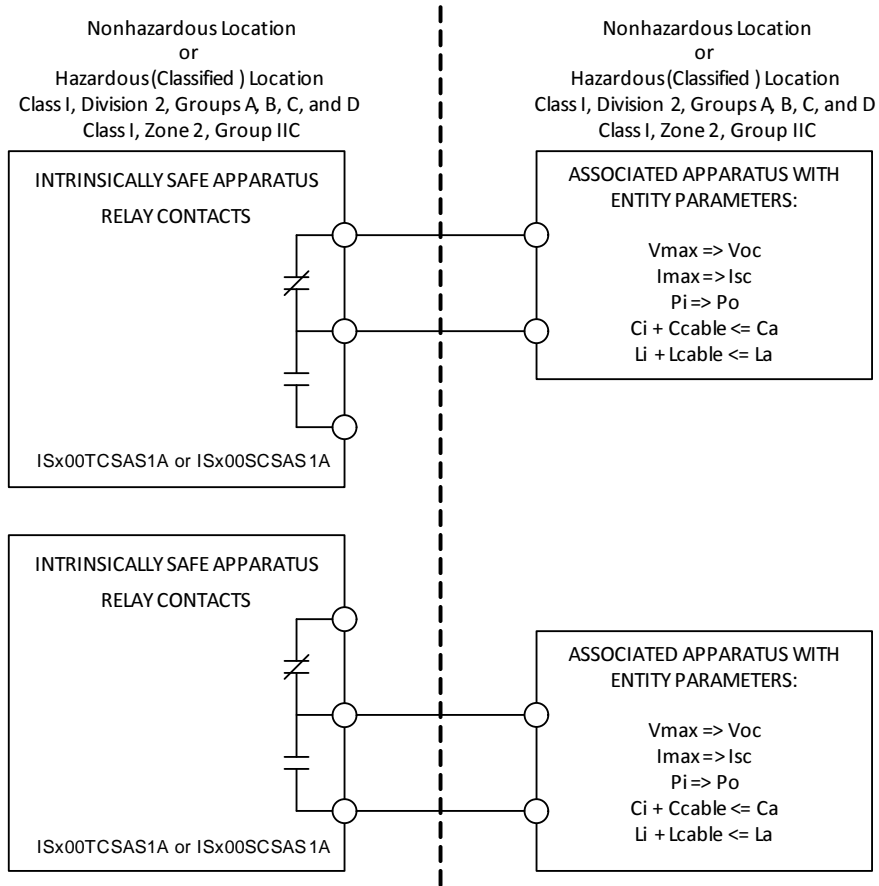 Nonhazardous Location
or
Hazardous (Classified ) Location
Class I, Division 2, Groups A, B, C, and D
Class I, Zone 2, Group IIC
Nonhazardous Location
or
Hazardous (Classified ) Location
Class I, Division 2, Groups A, B, C, and D
Class I, Zone 2, Group IIC
INTRINSICALLY SAFE APPARATUS
RELAY CONTACTS
ISx00TCSAS1A or ISx00SCSAS1A
ASSOCIATED APPARATUS WITH
ENTITY PARAMETERS:
Vmax => Voc
Imax => Isc
Pi => Po
Ci + Ccable <= Ca
Li + Lcable <= La
INTRINSICALLY SAFE APPARATUS
RELAY CONTACTS
ISx00TCSAS1A or ISx00SCSAS1A
ASSOCIATED APPARATUS WITH
ENTITY PARAMETERS:
Vmax => Voc
Imax => Isc
Pi => Po
Ci + Ccable <= Ca
Li + Lcable <= La